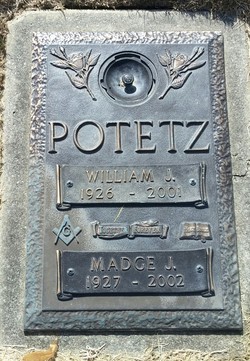 POTETZ
WILLIAM J.
1926 - 2001
G
MADGE J.
1927 - 2002